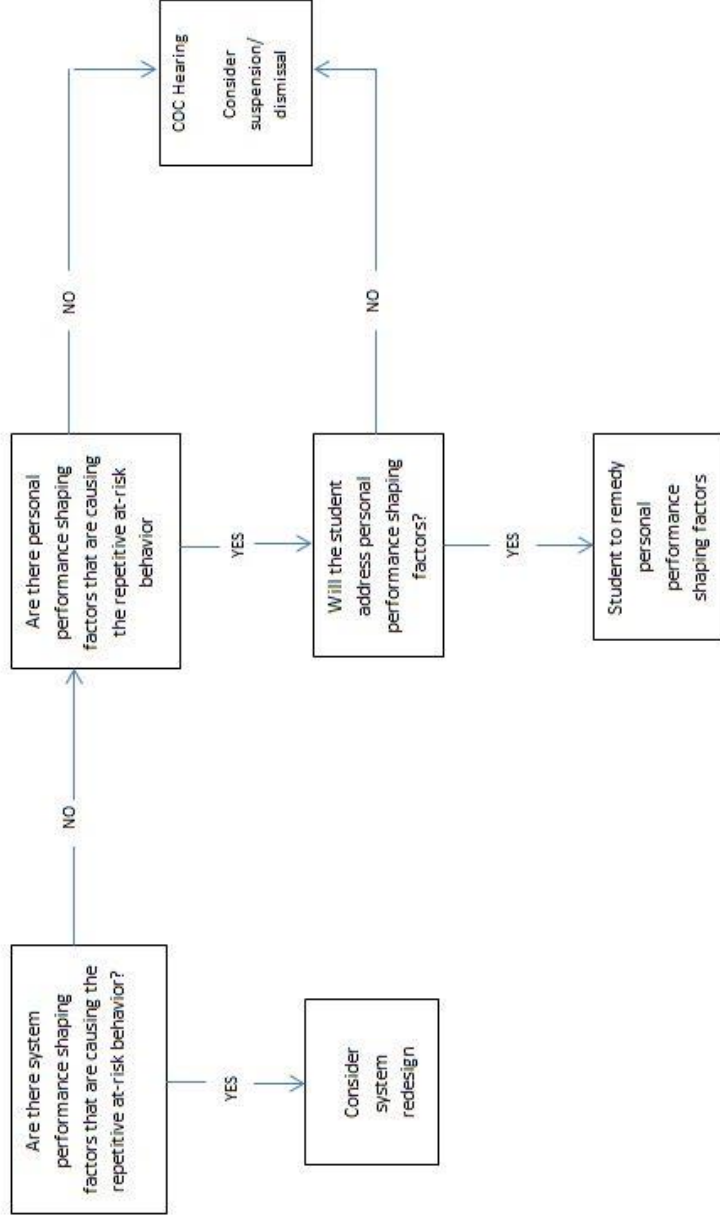 Are there system
performance shaping
factors that are causing the
repetitive at-risk behavior?
NO
Are there personal
performance shaping
factors that are causing
the repetitive at-risk
behavior
NO
COC Hearing
Consider
suspension/
dismissal
YES
Consider
system
redesign
YES
Will the student
address personal
performance shaping
factors?
NO
YES
Student to remedy
personal
performance
shaping factors